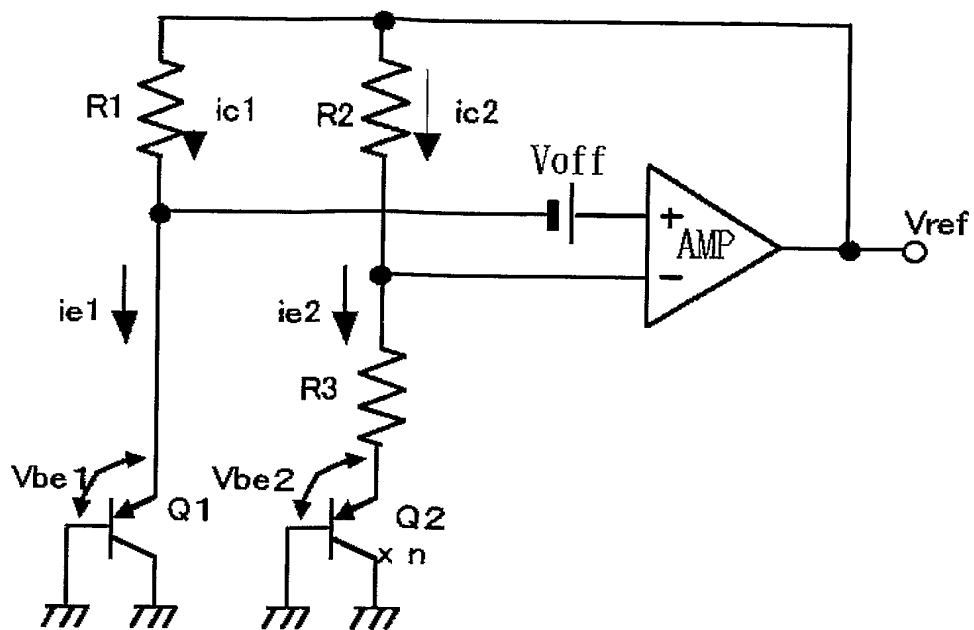 R1
ic1
R2
ic2
Voff
+
AMP
−
Vref
ie1
ie2
R3
Vbe1
Q1
Vbe2
Q2
x n